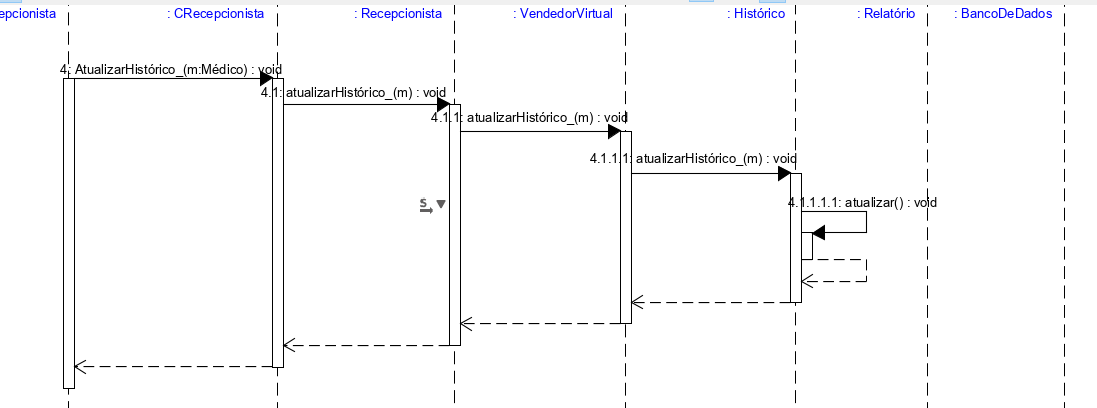 epcionista : CRecepcionista : Recepcionista : VendedorVirtual : Histórico : Relatório : BancoDeDados
4: AtualizarHistórico_(m:Médico) : void
4.1: atualizarHistórico_(m) : void
4.1.1: atualizarHistórico_(m) : void
4.1.1.1: atualizarHistórico_(m) : void
S
4.1.1.1.1: atualizar() : void